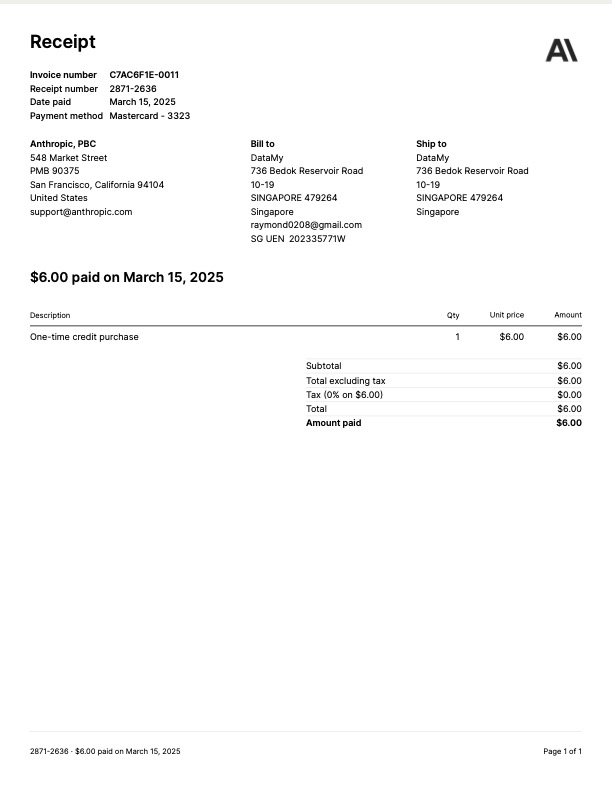 Receipt
Invoice number C7AC6F1E-0011
Receipt number 2871-2636
Date paid March 15, 2025
Payment method Mastercard - 3323
Anthropic, PBC
548 Market Street
PMB 90375
San Francisco, California 94104
United States
support@anthropic.com
Bill to
DataMy
736 Bedok Reservoir Road
10-19
SINGAPORE 479264
Singapore
raymond0208@gmail.com
SG UEN 202335771W
Ship to
DataMy
736 Bedok Reservoir Road
10-19
SINGAPORE 479264
Singapore
$6.00 paid on March 15, 2025
Description Qty Unit price Amount
One-time credit purchase 1 $6.00 $6.00
Subtotal $6.00
Total excluding tax $6.00
Tax (0% on $6.00) $0.00
Total $6.00
Amount paid $6.00
2871-2636 · $6.00 paid on March 15, 2025 Page 1 of 1